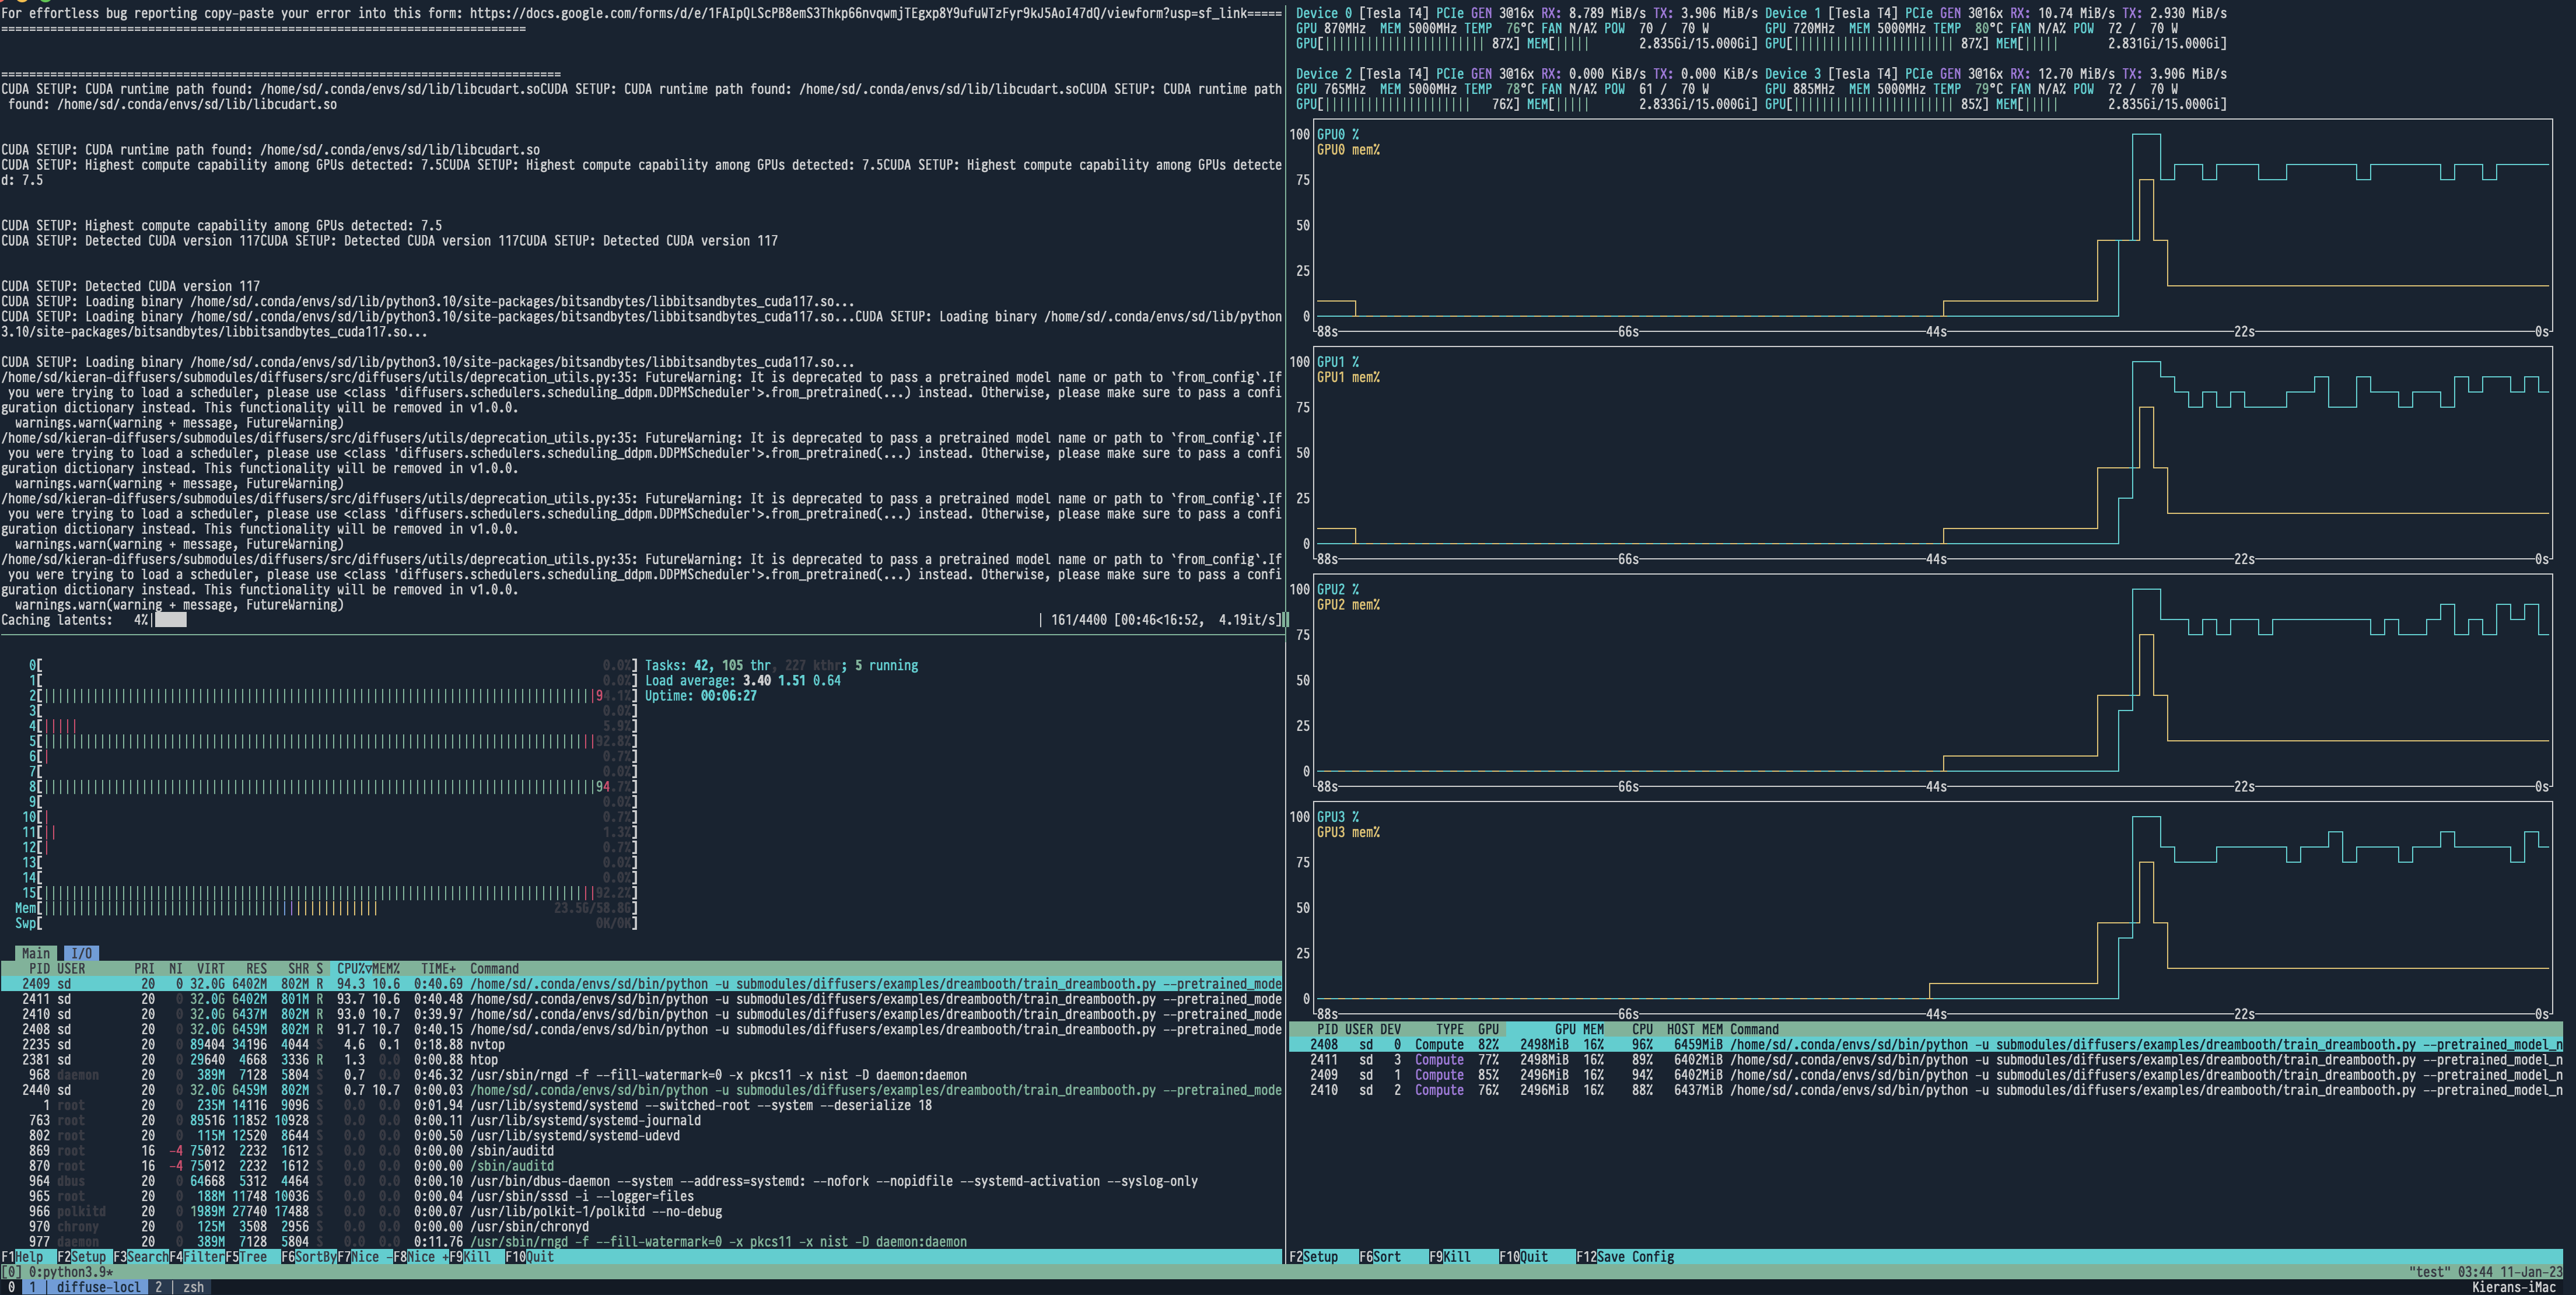 For effortless bug reporting copy-paste your error into this form: https://docs.google.com/forms/d/e/1FAIpQLScPB8emS3Thkp66nvqwmjTEgxp8Y9ufuWTzFyr9kJ5AoI47dQ/viewform?usp=sf_link=====
===========================================================================
================================================================================
CUDA SETUP: CUDA runtime path found: /home/sd/.conda/envs/sd/lib/libcudart.soCUDA SETUP: CUDA runtime path found: /home/sd/.conda/envs/sd/lib/libcudart.soCUDA SETUP: CUDA runtime path
 found: /home/sd/.conda/envs/sd/lib/libcudart.so
CUDA SETUP: CUDA runtime path found: /home/sd/.conda/envs/sd/lib/libcudart.so
CUDA SETUP: Highest compute capability among GPUs detected: 7.5CUDA SETUP: Highest compute capability among GPUs detected: 7.5CUDA SETUP: Highest compute capability among GPUs detecte
d: 7.5
CUDA SETUP: Highest compute capability among GPUs detected: 7.5
CUDA SETUP: Detected CUDA version 117CUDA SETUP: Detected CUDA version 117CUDA SETUP: Detected CUDA version 117
CUDA SETUP: Detected CUDA version 117
CUDA SETUP: Loading binary /home/sd/.conda/envs/sd/lib/python3.10/site-packages/bitsandbytes/libbitsandbytes_cuda117.so...
CUDA SETUP: Loading binary /home/sd/.conda/envs/sd/lib/python3.10/site-packages/bitsandbytes/libbitsandbytes_cuda117.so...CUDA SETUP: Loading binary /home/sd/.conda/envs/sd/lib/python
3.10/site-packages/bitsandbytes/libbitsandbytes_cuda117.so...
CUDA SETUP: Loading binary /home/sd/.conda/envs/sd/lib/python3.10/site-packages/bitsandbytes/libbitsandbytes_cuda117.so...
/home/sd/kieran-diffusers/submodules/diffusers/src/diffusers/utils/deprecation_utils.py:35: FutureWarning: It is deprecated to pass a pretrained model name or path to `from_config`.If
 you were trying to load a scheduler, please use <class 'diffusers.schedulers.scheduling_ddpm.DDPMScheduler'>.from_pretrained(...) instead. Otherwise, please make sure to pass a confi
guration dictionary instead. This functionality will be removed in v1.0.0.
  warnings.warn(warning + message, FutureWarning)
/home/sd/kieran-diffusers/submodules/diffusers/src/diffusers/utils/deprecation_utils.py:35: FutureWarning: It is deprecated to pass a pretrained model name or path to `from_config`.If
 you were trying to load a scheduler, please use <class 'diffusers.schedulers.scheduling_ddpm.DDPMScheduler'>.from_pretrained(...) instead. Otherwise, please make sure to pass a confi
guration dictionary instead. This functionality will be removed in v1.0.0.
  warnings.warn(warning + message, FutureWarning)
/home/sd/kieran-diffusers/submodules/diffusers/src/diffusers/utils/deprecation_utils.py:35: FutureWarning: It is deprecated to pass a pretrained model name or path to `from_config`.If
 you were trying to load a scheduler, please use <class 'diffusers.schedulers.scheduling_ddpm.DDPMScheduler'>.from_pretrained(...) instead. Otherwise, please make sure to pass a confi
guration dictionary instead. This functionality will be removed in v1.0.0.
  warnings.warn(warning + message, FutureWarning)
/home/sd/kieran-diffusers/submodules/diffusers/src/diffusers/utils/deprecation_utils.py:35: FutureWarning: It is deprecated to pass a pretrained model name or path to `from_config`.If
 you were trying to load a scheduler, please use <class 'diffusers.schedulers.scheduling_ddpm.DDPMScheduler'>.from_pretrained(...) instead. Otherwise, please make sure to pass a confi
guration dictionary instead. This functionality will be removed in v1.0.0.
  warnings.warn(warning + message, FutureWarning)
Caching latents:   4%| | 161/4400 [00:46<16:52,  4.19it/s]
0[ 0.0%] Tasks: 42, 105 thr, 227 kthr; 5 running
1[ 0.0%] Load average: 3.40 1.51 0.64
2[ 94.1%] Uptime: 00:06:27
3[ 0.0%]
4[ 5.9%]
5[ 92.8%]
6[ 0.7%]
7[ 0.0%]
8[ 94.7%]
9[ 0.0%]
10[ 0.7%]
11[ 1.3%]
12[ 0.7%]
13[ 0.0%]
14[ 0.0%]
15[ 92.2%]
Mem[ 23.5G/58.8G]
Swp[ 0K/0K]
Main I/O
PID USER PRI NI VIRT RES SHR S CPU%▽MEM% TIME+ Command
2409 sd 20 0 32.0G 6402M 802M R 94.3 10.6 0:40.69 /home/sd/.conda/envs/sd/bin/python -u submodules/diffusers/examples/dreambooth/train_dreambooth.py --pretrained_mode
2411 sd 20 0 32.0G 6402M 801M R 93.7 10.6 0:40.48 /home/sd/.conda/envs/sd/bin/python -u submodules/diffusers/examples/dreambooth/train_dreambooth.py --pretrained_mode
2410 sd 20 0 32.0G 6437M 802M R 93.0 10.7 0:39.97 /home/sd/.conda/envs/sd/bin/python -u submodules/diffusers/examples/dreambooth/train_dreambooth.py --pretrained_mode
2408 sd 20 0 32.0G 6459M 802M R 91.7 10.7 0:40.15 /home/sd/.conda/envs/sd/bin/python -u submodules/diffusers/examples/dreambooth/train_dreambooth.py --pretrained_mode
2235 sd 20 0 89404 34196 4044 S 4.6 0.1 0:18.88 nvtop
2381 sd 20 0 29640 4668 3336 R 1.3 0.0 0:00.88 htop
968 daemon 20 0 389M 7128 5804 S 0.7 0.0 0:46.32 /usr/sbin/rngd -f --fill-watermark=0 -x pkcs11 -x nist -D daemon:daemon
2440 sd 20 0 32.0G 6459M 802M S 0.7 10.7 0:00.03 /home/sd/.conda/envs/sd/bin/python -u submodules/diffusers/examples/dreambooth/train_dreambooth.py --pretrained_mode
1 root 20 0 235M 14116 9096 S 0.0 0.0 0:01.94 /usr/lib/systemd/systemd --switched-root --system --deserialize 18
763 root 20 0 89516 11852 10928 S 0.0 0.0 0:00.11 /usr/lib/systemd/systemd-journald
802 root 20 0 115M 12520 8644 S 0.0 0.0 0:00.50 /usr/lib/systemd/systemd-udevd
869 root 16 -4 75012 2232 1612 S 0.0 0.0 0:00.00 /sbin/auditd
870 root 16 -4 75012 2232 1612 S 0.0 0.0 0:00.00 /sbin/auditd
964 dbus 20 0 64668 5312 4464 S 0.0 0.0 0:00.10 /usr/bin/dbus-daemon --system --address=systemd: --nofork --nopidfile --systemd-activation --syslog-only
965 root 20 0 188M 11748 10036 S 0.0 0.0 0:00.04 /usr/sbin/sssd -i --logger=files
966 polkitd 20 0 1989M 27740 17488 S 0.0 0.0 0:00.07 /usr/lib/polkit-1/polkitd --no-debug
970 chrony 20 0 125M 3508 2956 S 0.0 0.0 0:00.00 /usr/sbin/chronyd
977 daemon 20 0 389M 7128 5804 S 0.0 0.0 0:11.76 /usr/sbin/rngd -f --fill-watermark=0 -x pkcs11 -x nist -D daemon:daemon
F1Help F2Setup F3SearchF4FilterF5Tree F6SortByF7Nice -F8Nice +F9Kill F10Quit
Device 0 [Tesla T4] PCIe GEN 3@16x RX: 8.789 MiB/s TX: 3.906 MiB/s Device 1 [Tesla T4] PCIe GEN 3@16x RX: 10.74 MiB/s TX: 2.930 MiB/s
GPU 870MHz MEM 5000MHz TEMP 76°C FAN N/A% POW 70 / 70 W GPU 720MHz MEM 5000MHz TEMP 80°C FAN N/A% POW 72 / 70 W
GPU[ 87%] MEM[ 2.835Gi/15.000Gi] GPU[ 87%] MEM[ 2.831Gi/15.000Gi]
Device 2 [Tesla T4] PCIe GEN 3@16x RX: 0.000 KiB/s TX: 0.000 KiB/s Device 3 [Tesla T4] PCIe GEN 3@16x RX: 12.70 MiB/s TX: 3.906 MiB/s
GPU 765MHz MEM 5000MHz TEMP 78°C FAN N/A% POW 61 / 70 W GPU 885MHz MEM 5000MHz TEMP 79°C FAN N/A% POW 72 / 70 W
GPU[ 76%] MEM[ 2.833Gi/15.000Gi] GPU[ 85%] MEM[ 2.835Gi/15.000Gi]
100 GPU0 %
GPU0 mem%
75
50
25
0
88s 66s 44s 22s 0s
100 GPU1 %
GPU1 mem%
75
50
25
0
88s 66s 44s 22s 0s
100 GPU2 %
GPU2 mem%
75
50
25
0
88s 66s 44s 22s 0s
100 GPU3 %
GPU3 mem%
75
50
25
0
88s 66s 44s 22s 0s
PID USER DEV TYPE GPU GPU MEM CPU HOST MEM Command
2408 sd 0 Compute 82% 2498MiB 16% 96% 6459MiB /home/sd/.conda/envs/sd/bin/python -u submodules/diffusers/examples/dreambooth/train_dreambooth.py --pretrained_model_n
2411 sd 3 Compute 77% 2498MiB 16% 89% 6402MiB /home/sd/.conda/envs/sd/bin/python -u submodules/diffusers/examples/dreambooth/train_dreambooth.py --pretrained_model_n
2409 sd 1 Compute 85% 2496MiB 16% 94% 6402MiB /home/sd/.conda/envs/sd/bin/python -u submodules/diffusers/examples/dreambooth/train_dreambooth.py --pretrained_model_n
2410 sd 2 Compute 76% 2496MiB 16% 88% 6437MiB /home/sd/.conda/envs/sd/bin/python -u submodules/diffusers/examples/dreambooth/train_dreambooth.py --pretrained_model_n
F2Setup F6Sort F9Kill F10Quit F12Save Config
[0] 0:python3.9* "test" 03:44 11-Jan-23
0 1 | diffuse-locl 2 | zsh Kierans-iMac